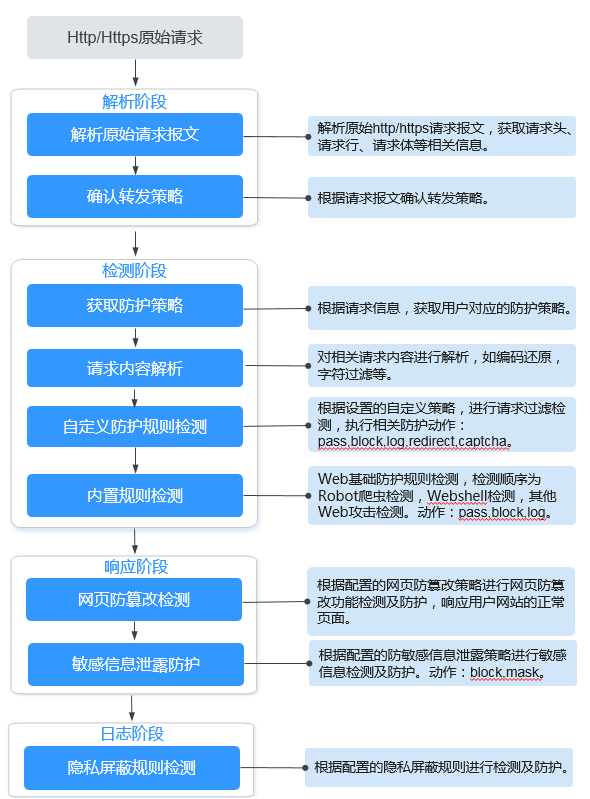 Http/Https原始请求
解析阶段
解析原始请求报文
解析原始http/https请求报文，获取请求头、
请求行、请求体等相关信息。
确认转发策略
根据请求报文确认转发策略。
检测阶段
获取防护策略
根据请求信息，获取用户对应的防护策略。
请求内容解析
对相关请求内容进行解析，如编码还原，
字符过滤等。
自定义防护规则检测
根据设置的自定义策略，进行请求过滤检
测，执行相关防护动作：
pass,block,log,redirect,captcha。
内置规则检测
Web基础防护规则检测，检测顺序为
Robot爬虫检测，Webshell检测，其他
Web攻击检测。动作：pass,block,log。
响应阶段
网页防篡改检测
根据配置的网页防篡改策略进行网页防篡
改功能检测及防护，响应用户网站的正常
页面。
敏感信息泄露防护
根据配置的防敏感信息泄露策略进行敏感
信息检测及防护。动作：block,mask。
日志阶段
隐私屏蔽规则检测
根据配置的隐私屏蔽规则进行检测及防护。